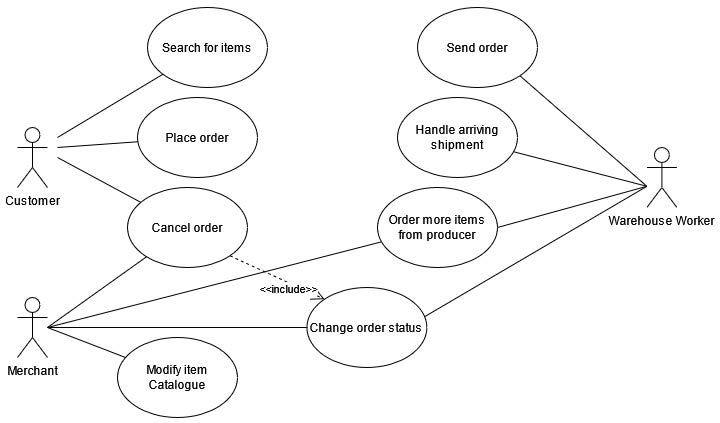 Search for items
Send order
Place order
Handle arriving
shipment
Customer
Warehouse Worker
Cancel order
Order more items
from producer
<<include>>
Change order status
Merchant
Modify item
Catalogue